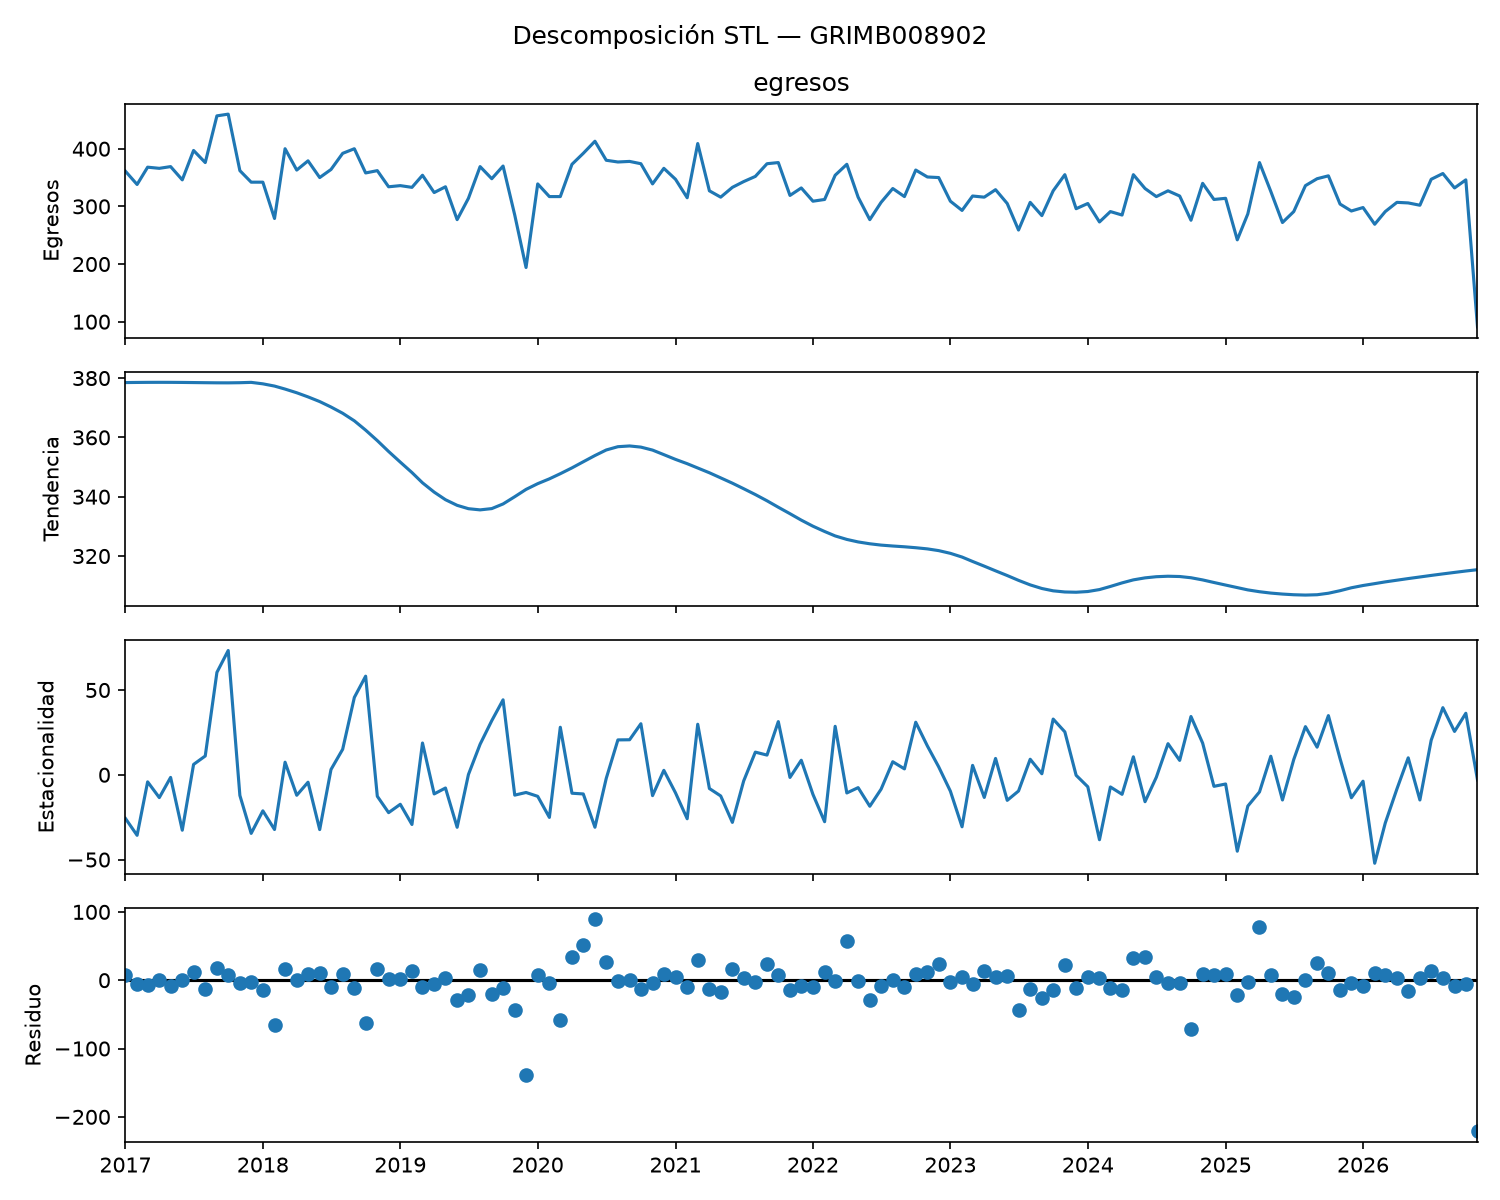 Descomposición STL — GRIMB008902
egresos
Egresos
400
300
200
100
Tendencia
380
360
340
320
Estacionalidad
50
0
−50
Residuo
100
0
−100
−200
2017 2018 2019 2020 2021 2022 2023 2024 2025 2026